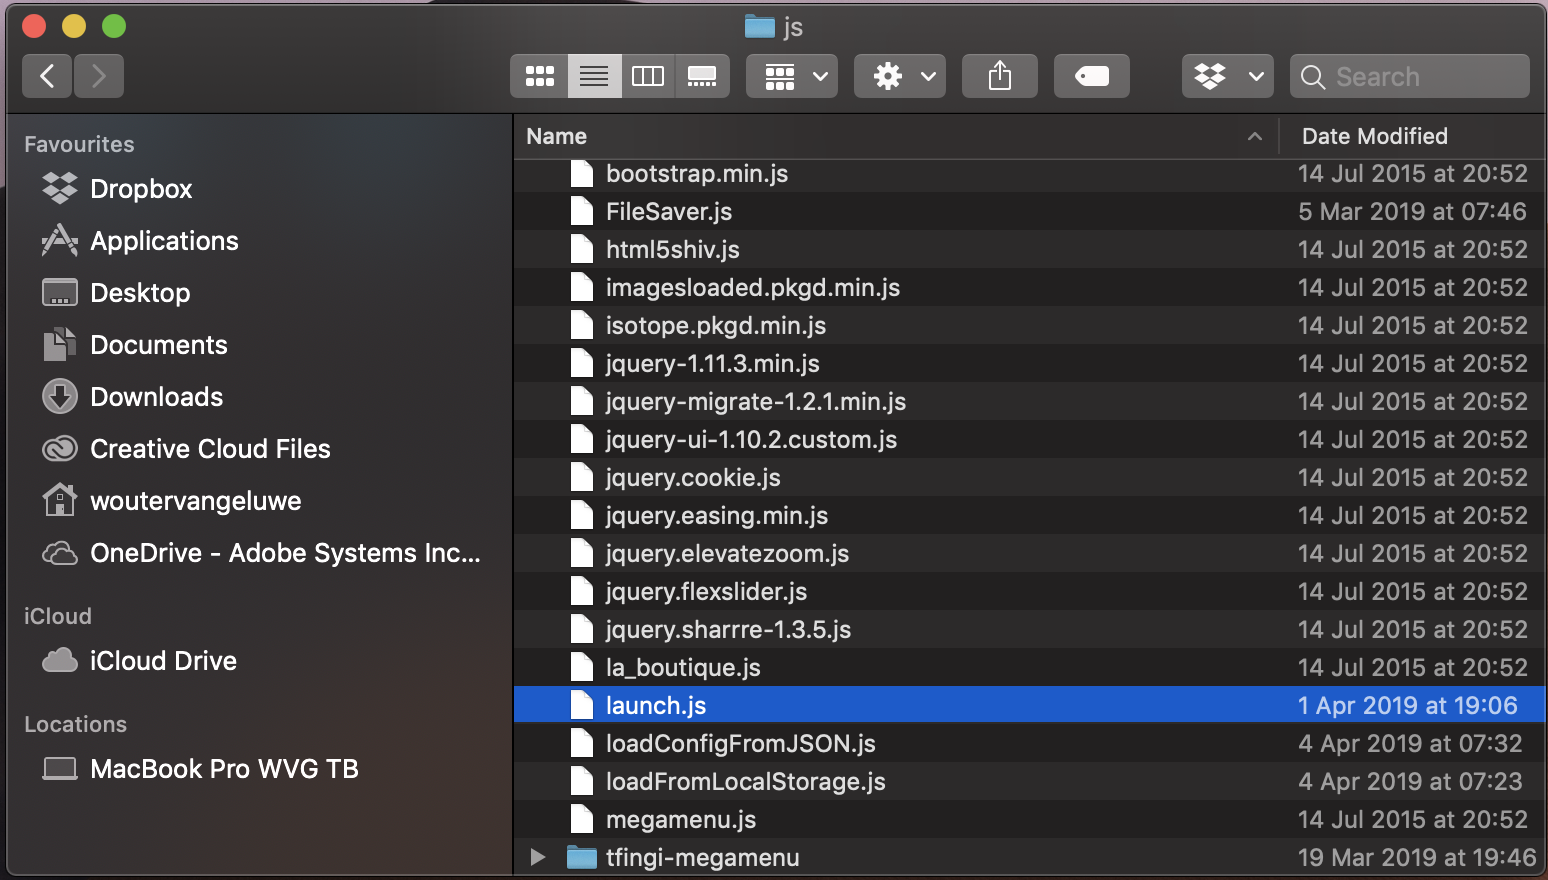 js
Search
Favourites
Dropbox
Applications
Desktop
Documents
Downloads
Creative Cloud Files
woutervangeluwe
OneDrive - Adobe Systems Inc...
iCloud
iCloud Drive
Locations
MacBook Pro WVG TB
Name Date Modified
bootstrap.min.js 14 Jul 2015 at 20:52
FileSaver.js 5 Mar 2019 at 07:46
html5shiv.js 14 Jul 2015 at 20:52
imagesloaded.pkgd.min.js 14 Jul 2015 at 20:52
isotope.pkgd.min.js 14 Jul 2015 at 20:52
jquery-1.11.3.min.js 14 Jul 2015 at 20:52
jquery-migrate-1.2.1.min.js 14 Jul 2015 at 20:52
jquery-ui-1.10.2.custom.js 14 Jul 2015 at 20:52
jquery.cookie.js 14 Jul 2015 at 20:52
jquery.easing.min.js 14 Jul 2015 at 20:52
jquery.elevatezoom.js 14 Jul 2015 at 20:52
jquery.flexslider.js 14 Jul 2015 at 20:52
jquery.sharrre-1.3.5.js 14 Jul 2015 at 20:52
la_boutique.js 14 Jul 2015 at 20:52
launch.js 1 Apr 2019 at 19:06
loadConfigFromJSON.js 4 Apr 2019 at 07:32
loadFromLocalStorage.js 4 Apr 2019 at 07:23
megamenu.js 14 Jul 2015 at 20:52
tfingi-megamenu 19 Mar 2019 at 19:46